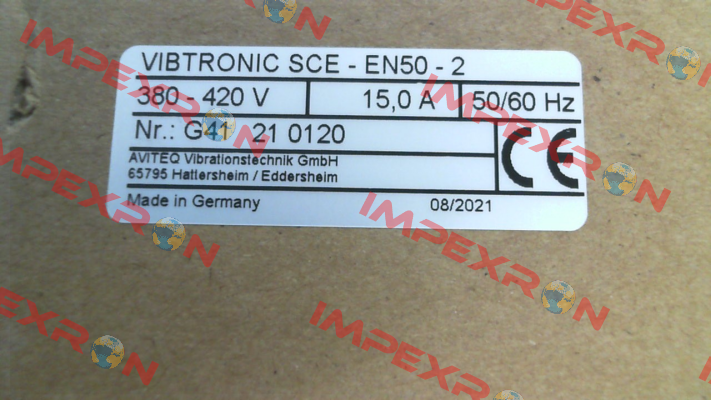 VIBTRONIC SCE - EN50 - 2
380 - 420 V 15,0 A 50/60 Hz
Nr.: G41 21 0120
CE
AVITEQ Vibrationstechnik GmbH
65795 Hattersheim / Eddersheim
Made in Germany 08/2021
IMPEXRON
IMPEXRON
IMPEXRON
IMPEXRON
IMPEXRON
IMPEXRON